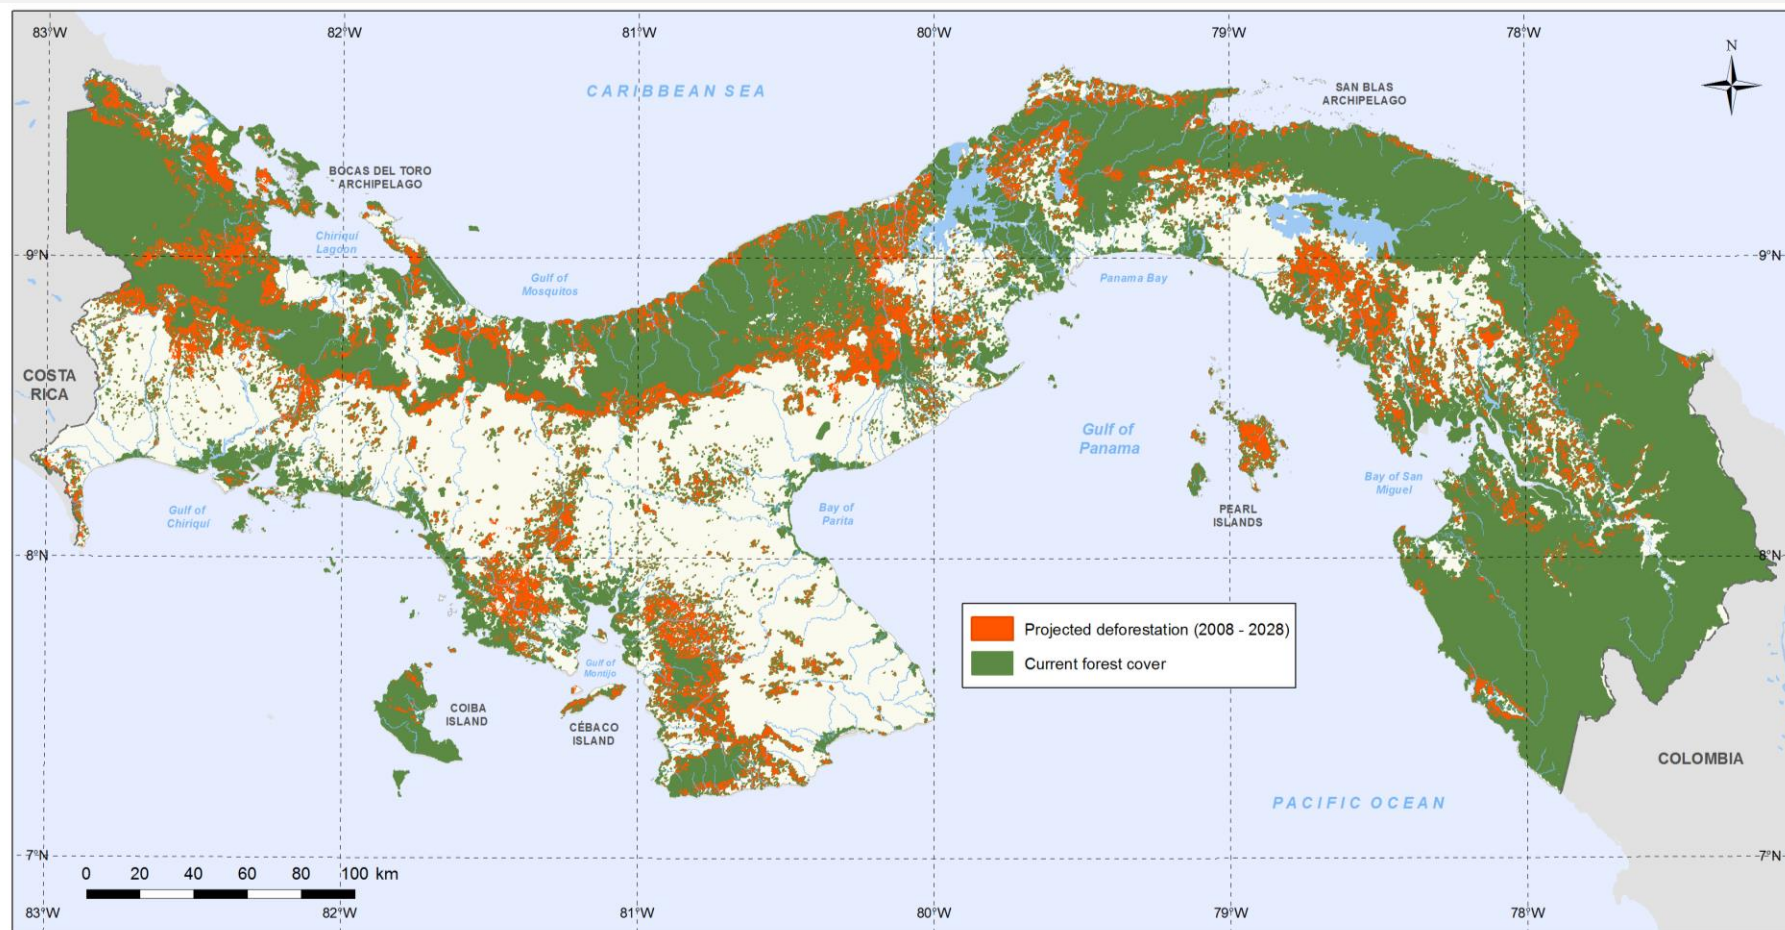 83°W
82°W
81°W
80°W
79°W
78°W
N
CARIBBEAN SEA
SAN BLAS
ARCHIPELAGO
BOCAS DEL TORO
ARCHIPELAGO
Chiriquí
Lagoon
9°N
Gulf of
Mosquitos
Panama Bay
9°N
COSTA
RICA
Gulf of
Panama
Gulf of
Chiriquí
Bay of
Parita
PEARL
ISLANDS
Bay of San
Miguel
8°N
8°N
Projected deforestation (2008 - 2028)
Current forest cover
Gulf of
Montijo
COIBA
ISLAND
CÉBACO
ISLAND
COLOMBIA
PACIFIC OCEAN
7°N
7°N
0 20 40 60 80 100 km
83°W
82°W
81°W
80°W
79°W
78°W